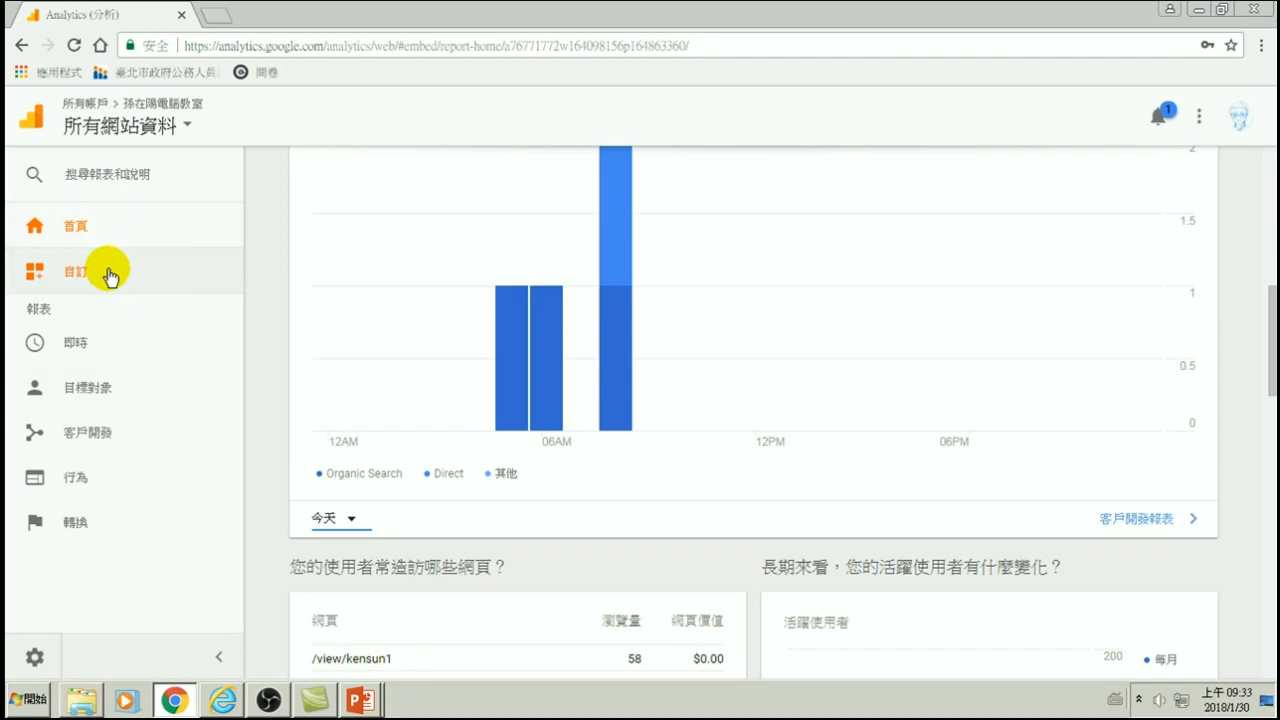 Analytics (分析)
安全 https://analytics.google.com/analytics/web/#embed/report-home/a76771772w164098156p164863360/
應用程式 臺北市政府公務人員 問卷
所有帳戶 > 孫在陽電腦教室
所有網站資料
1
搜尋報表和說明
首頁
自訂
報表
即時
目標對象
客戶開發
行為
轉換
2
1.5
1
0.5
0
12AM 06AM 12PM 06PM
Organic Search Direct 其他
今天 客戶開發報表
您的使用者常造訪哪些網頁？
網頁 瀏覽量 網頁價值
/view/kensun1 58 $0.00
長期來看，您的活躍使用者有什麼變化？
活躍使用者
200 每月
開始
上午 09:33
2018/1/30